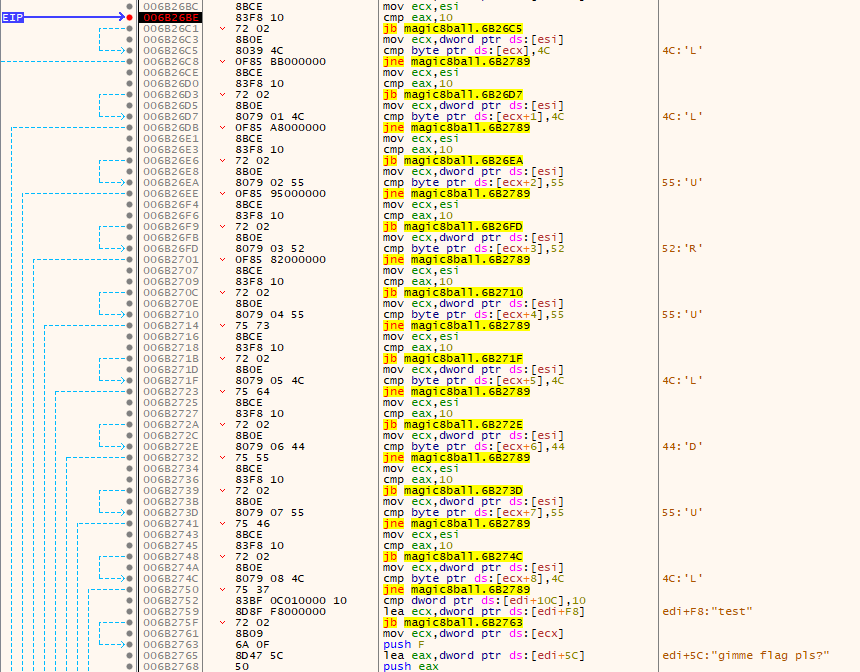 006B26BC 8BCE mov ecx,esi
EIP 006B26BE 83F8 10 cmp eax,10
006B26C1 72 02 jb magic8ball.6B26C5
006B26C3 8B0E mov ecx,dword ptr ds:[esi]
006B26C5 8039 4C cmp byte ptr ds:[ecx],4C 4C:'L'
006B26C8 0F85 BB000000 jne magic8ball.6B2789
006B26CE 8BCE mov ecx,esi
006B26D0 83F8 10 cmp eax,10
006B26D3 72 02 jb magic8ball.6B26D7
006B26D5 8B0E mov ecx,dword ptr ds:[esi]
006B26D7 8079 01 4C cmp byte ptr ds:[ecx+1],4C 4C:'L'
006B26DB 0F85 A8000000 jne magic8ball.6B2789
006B26E1 8BCE mov ecx,esi
006B26E3 83F8 10 cmp eax,10
006B26E6 72 02 jb magic8ball.6B26EA
006B26E8 8B0E mov ecx,dword ptr ds:[esi]
006B26EA 8079 02 55 cmp byte ptr ds:[ecx+2],55 55:'U'
006B26EE 0F85 95000000 jne magic8ball.6B2789
006B26F4 8BCE mov ecx,esi
006B26F6 83F8 10 cmp eax,10
006B26F9 72 02 jb magic8ball.6B26FD
006B26FB 8B0E mov ecx,dword ptr ds:[esi]
006B26FD 8079 03 52 cmp byte ptr ds:[ecx+3],52 52:'R'
006B2701 0F85 82000000 jne magic8ball.6B2789
006B2707 8BCE mov ecx,esi
006B2709 83F8 10 cmp eax,10
006B270C 72 02 jb magic8ball.6B2710
006B270E 8B0E mov ecx,dword ptr ds:[esi]
006B2710 8079 04 55 cmp byte ptr ds:[ecx+4],55 55:'U'
006B2714 75 73 jne magic8ball.6B2789
006B2716 8BCE mov ecx,esi
006B2718 83F8 10 cmp eax,10
006B271B 72 02 jb magic8ball.6B271F
006B271D 8B0E mov ecx,dword ptr ds:[esi]
006B271F 8079 05 4C cmp byte ptr ds:[ecx+5],4C 4C:'L'
006B2723 75 64 jne magic8ball.6B2789
006B2725 8BCE mov ecx,esi
006B2727 83F8 10 cmp eax,10
006B272A 72 02 jb magic8ball.6B272E
006B272C 8B0E mov ecx,dword ptr ds:[esi]
006B272E 8079 06 44 cmp byte ptr ds:[ecx+6],44 44:'D'
006B2732 75 55 jne magic8ball.6B2789
006B2734 8BCE mov ecx,esi
006B2736 83F8 10 cmp eax,10
006B2739 72 02 jb magic8ball.6B273D
006B273B 8B0E mov ecx,dword ptr ds:[esi]
006B273D 8079 07 55 cmp byte ptr ds:[ecx+7],55 55:'U'
006B2741 75 46 jne magic8ball.6B2789
006B2743 8BCE mov ecx,esi
006B2745 83F8 10 cmp eax,10
006B2748 72 02 jb magic8ball.6B274C
006B274A 8B0E mov ecx,dword ptr ds:[esi]
006B274C 8079 08 4C cmp byte ptr ds:[ecx+8],4C 4C:'L'
006B2750 75 37 jne magic8ball.6B2789
006B2752 83BF 0C010000 10 cmp dword ptr ds:[edi+10C],10
006B2759 8D8F F8000000 lea ecx,dword ptr ds:[edi+F8] edi+F8:"test"
006B275F 72 02 jb magic8ball.6B2763
006B2761 8B09 mov ecx,dword ptr ds:[ecx]
006B2763 6A 0F push F
006B2765 8D47 5C lea eax,dword ptr ds:[edi+5C] edi+5C:"gimme flag pls?"
006B2768 50 push eax